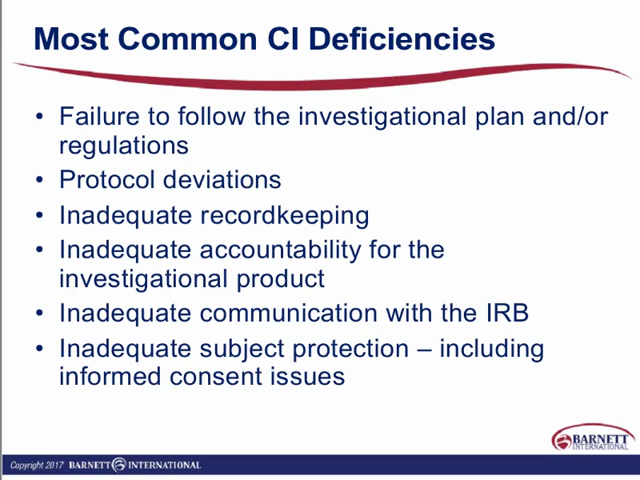 Most Common CI Deficiencies
• Failure to follow the investigational plan and/or
regulations
• Protocol deviations
• Inadequate recordkeeping
• Inadequate accountability for the
investigational product
• Inadequate communication with the IRB
• Inadequate subject protection – including
informed consent issues
BARNETT
INTERNATIONAL
Copyright 2017 BARNETT INTERNATIONAL